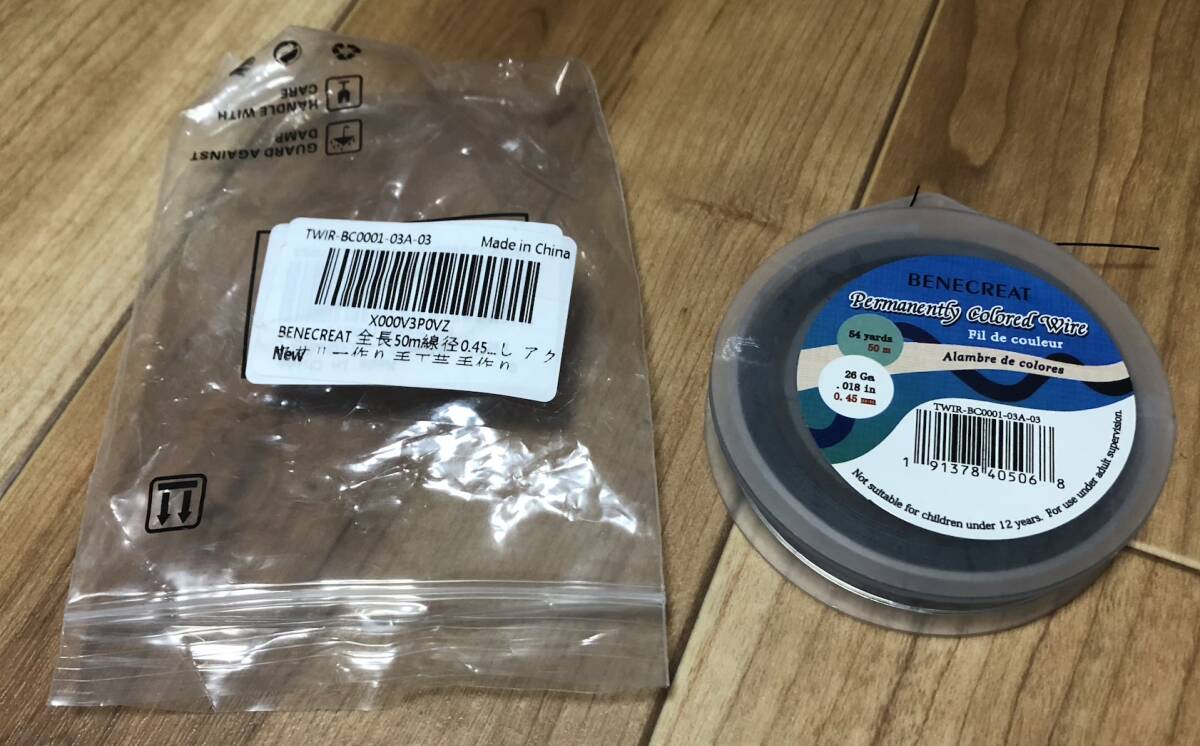 HANDLE WITH
CARE
GUARD AGAINST
DAMP
TWIR-BC0001-03A-03
Made in China
X000V3P0VZ
BENECREAT 全長50m線径0.45...し アク
New
BENECREAT
Permanently Colored Wire
Fil de couleur
Alambre de colores
54 yards
50 m
26 Ga
.018 in
0.45 mm
TWIR-BC0001-03A-03
1 91378 40506 8
Not suitable for children under 12 years. For use under adult supervision.